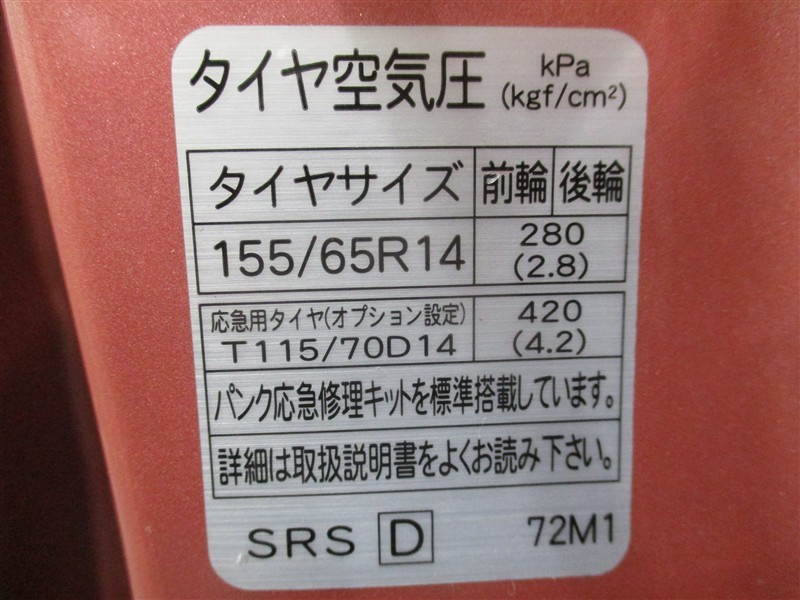 タイヤ空気圧 kPa (kgf/cm²)
タイヤサイズ 前輪 後輪
155/65R14 280 (2.8)
応急用タイヤ(オプション設定) 420
T115/70D14 (4.2)
パンク応急修理キットを標準搭載しています。
詳細は取扱説明書をよくお読み下さい。
SRS D 72M1